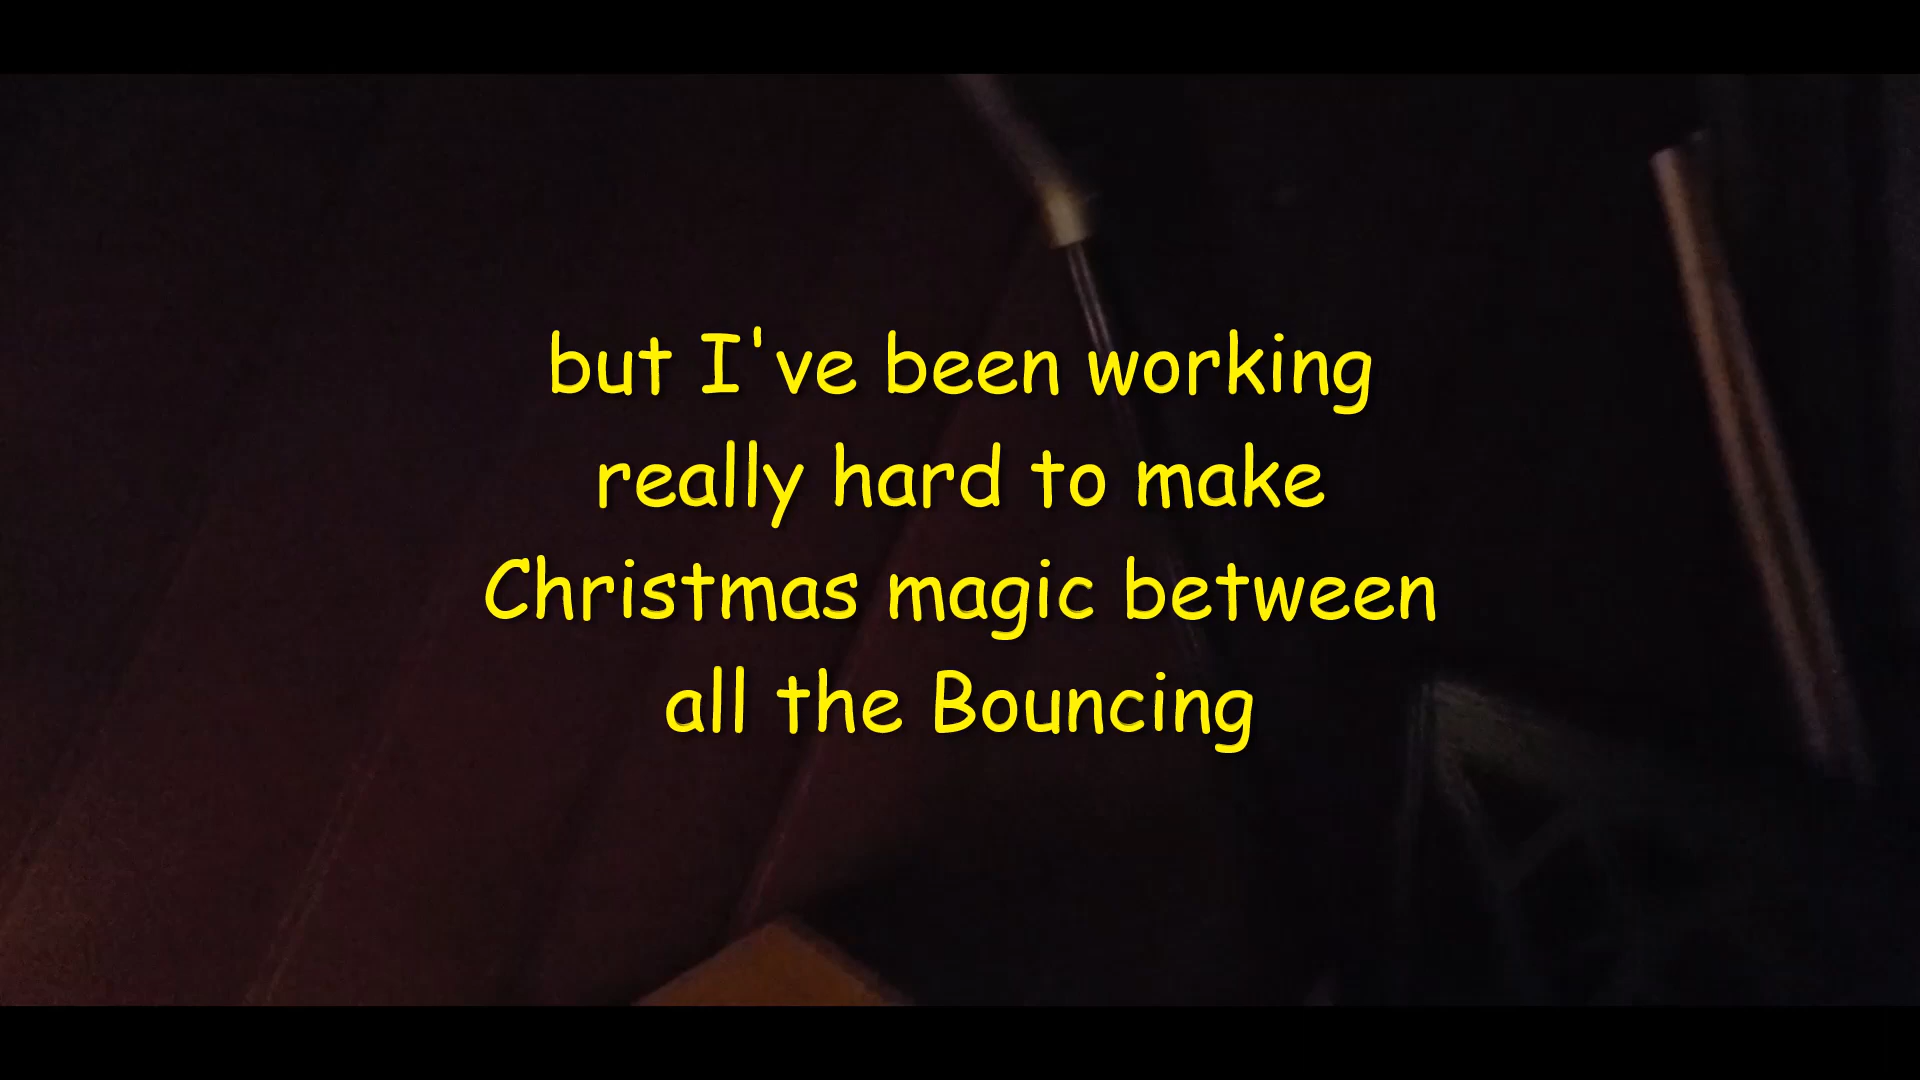 but I've been working
really hard to make
Christmas magic between
all the Bouncing